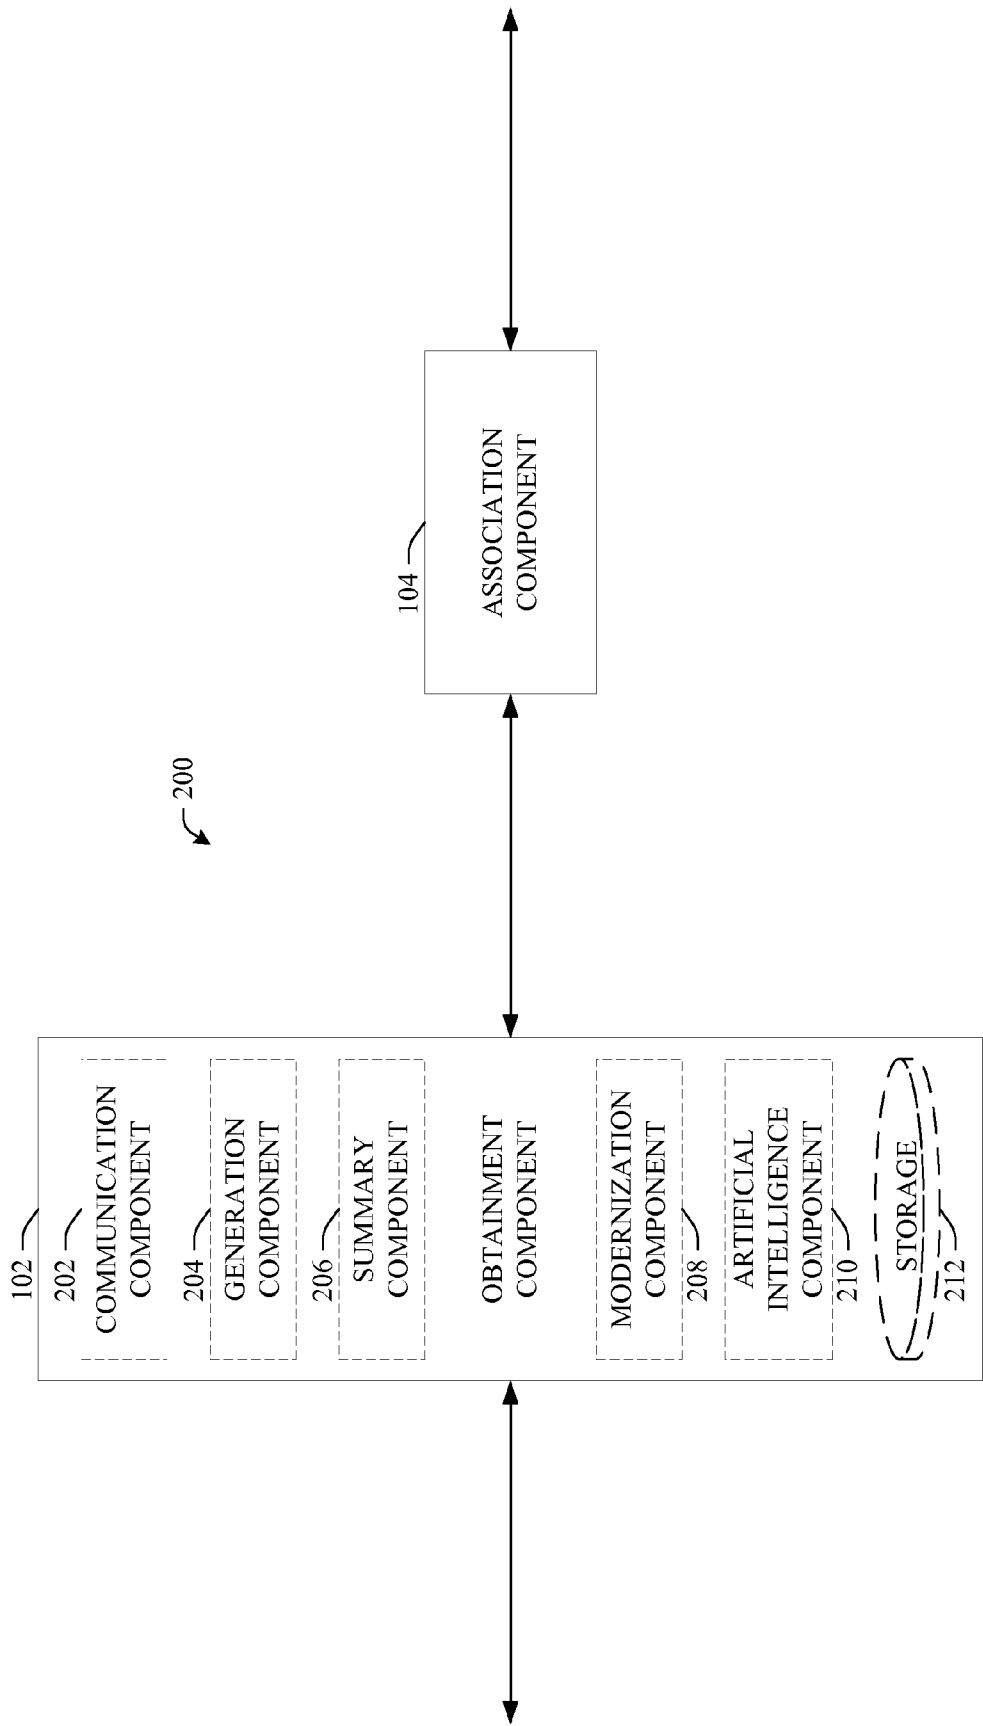 200
102
202
COMMUNICATION
COMPONENT
204
GENERATION
COMPONENT
206
SUMMARY
COMPONENT
OBTAINMENT
COMPONENT
MODERNIZATION
COMPONENT
208
ARTIFICIAL
INTELLIGENCE
COMPONENT
210
STORAGE
212
104
ASSOCIATION
COMPONENT